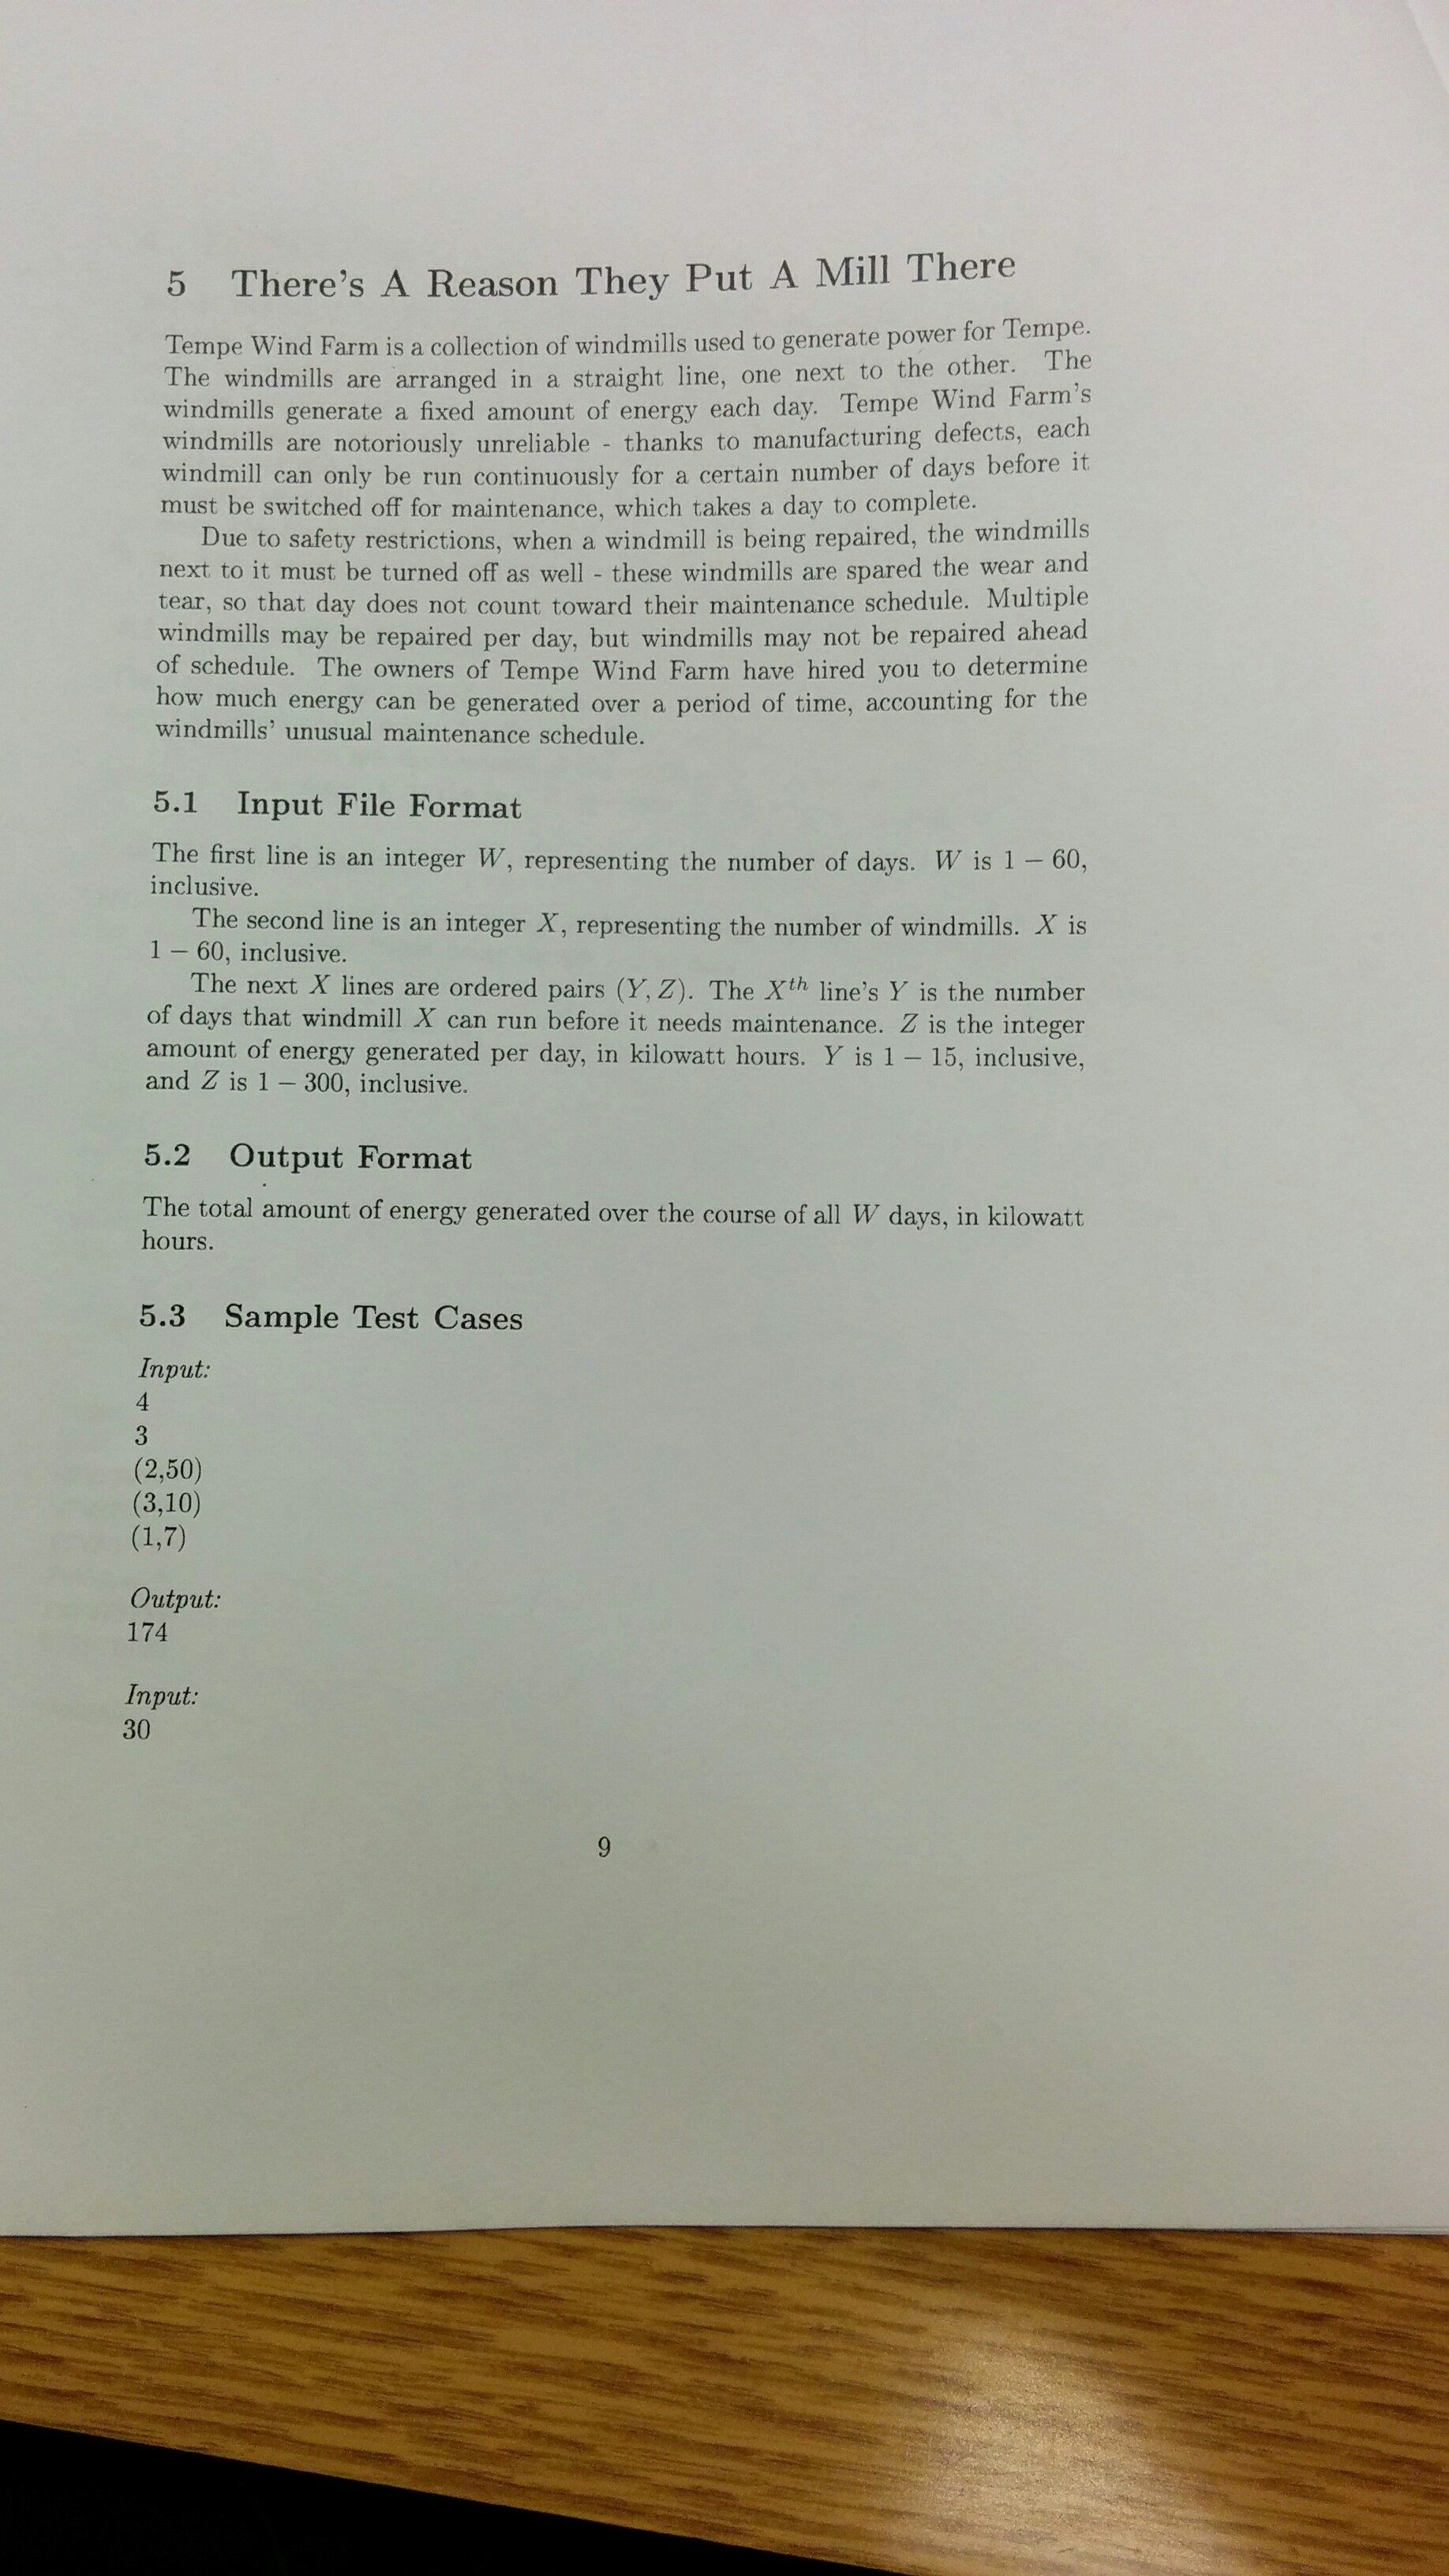 5 There's A Reason They Put A Mill There
Tempe Wind Farm is a collection of windmills used to generate power for Tempe.
The windmills are arranged in a straight line, one next to the other. The
windmills generate a fixed amount of energy each day. Tempe Wind Farm's
windmills are notoriously unreliable - thanks to manufacturing defects, each
windmill can only be run continuously for a certain number of days before it
must be switched off for maintenance, which takes a day to complete.
Due to safety restrictions, when a windmill is being repaired, the windmills
next to it must be turned off as well - these windmills are spared the wear and
tear, so that day does not count toward their maintenance schedule. Multiple
windmills may be repaired per day, but windmills may not be repaired ahead
of schedule. The owners of Tempe Wind Farm have hired you to determine
how much energy can be generated over a period of time, accounting for the
windmills' unusual maintenance schedule.
5.1 Input File Format
The first line is an integer W, representing the number of days. W is 1 – 60,
inclusive.
The second line is an integer X, representing the number of windmills. X is
1 – 60, inclusive.
The next X lines are ordered pairs (Y, Z). The Xth line's Y is the number
of days that windmill X can run before it needs maintenance. Z is the integer
amount of energy generated per day, in kilowatt hours. Y is 1 – 15, inclusive,
and Z is 1 – 300, inclusive.
5.2 Output Format
The total amount of energy generated over the course of all W days, in kilowatt
hours.
5.3 Sample Test Cases
Input:
4
3
(2,50)
(3,10)
(1,7)
Output:
174
Input:
30
9